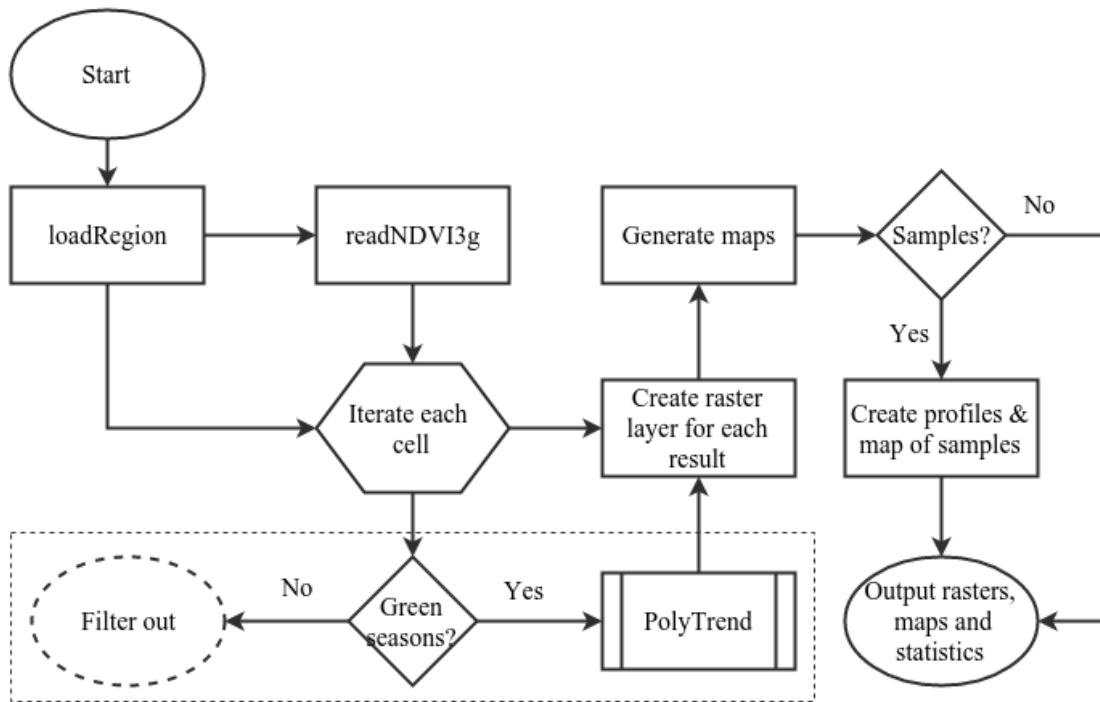 Start
loadRegion
readNDVI3g
Generate maps
Samples?
No
Yes
Iterate each
cell
Create raster
layer for each
result
Create profiles &
map of samples
Filter out
No
Green
seasons?
Yes
PolyTrend
Output rasters,
maps and
statistics